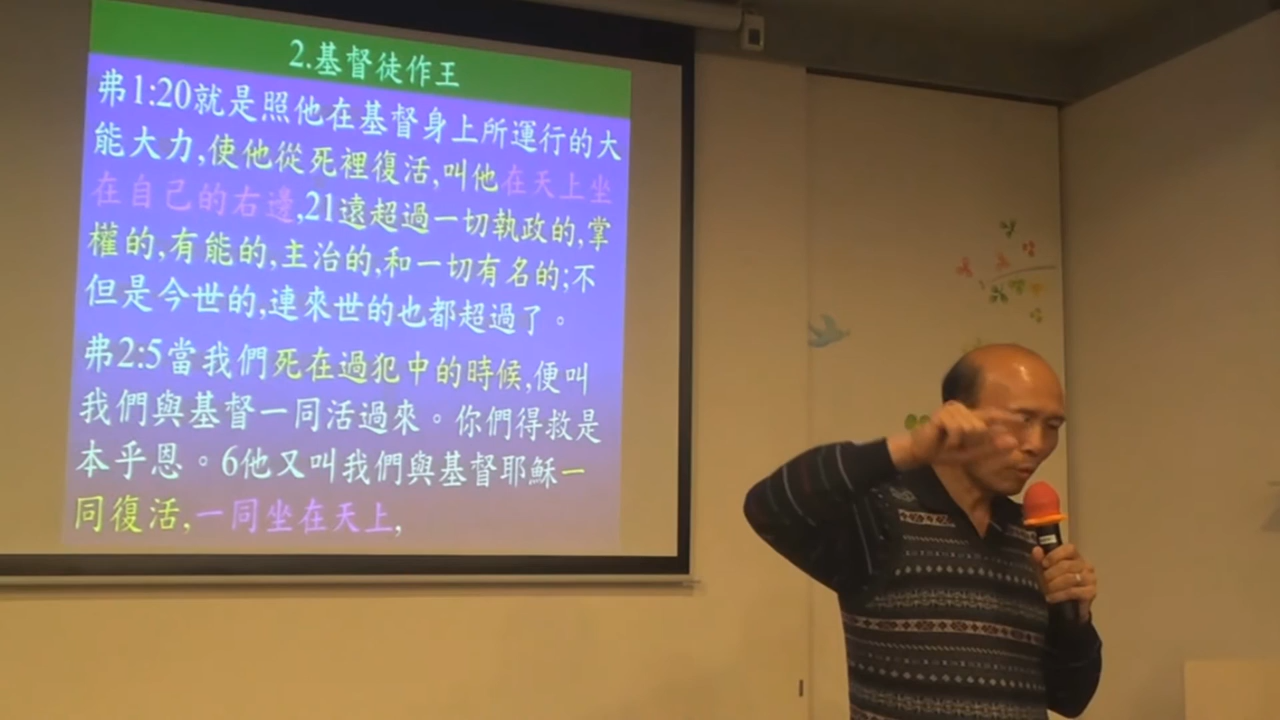 2.基督徒作王
弗1:20就是照他在基督身上所運行的大
能大力,使他從死裡復活,叫他在天上坐
在自己的右邊,21遠超過一切執政的,掌
權的,有能的,主治的,和一切有名的;不
但是今世的,連來世的也都超過了。
弗2:5當我們死在過犯中的時候,便叫
我們與基督一同活過來。你們得救是
本乎恩。6他又叫我們與基督耶穌一
同復活,一同坐在天上,